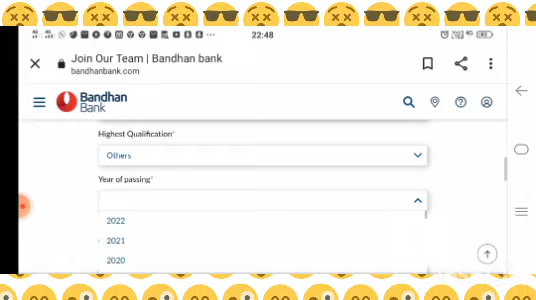 22:48
Join Our Team | Bandhan bank
bandhanbank.com
Bandhan
Bank
Highest Qualification*
Others
Year of passing*
2022
2021
2020